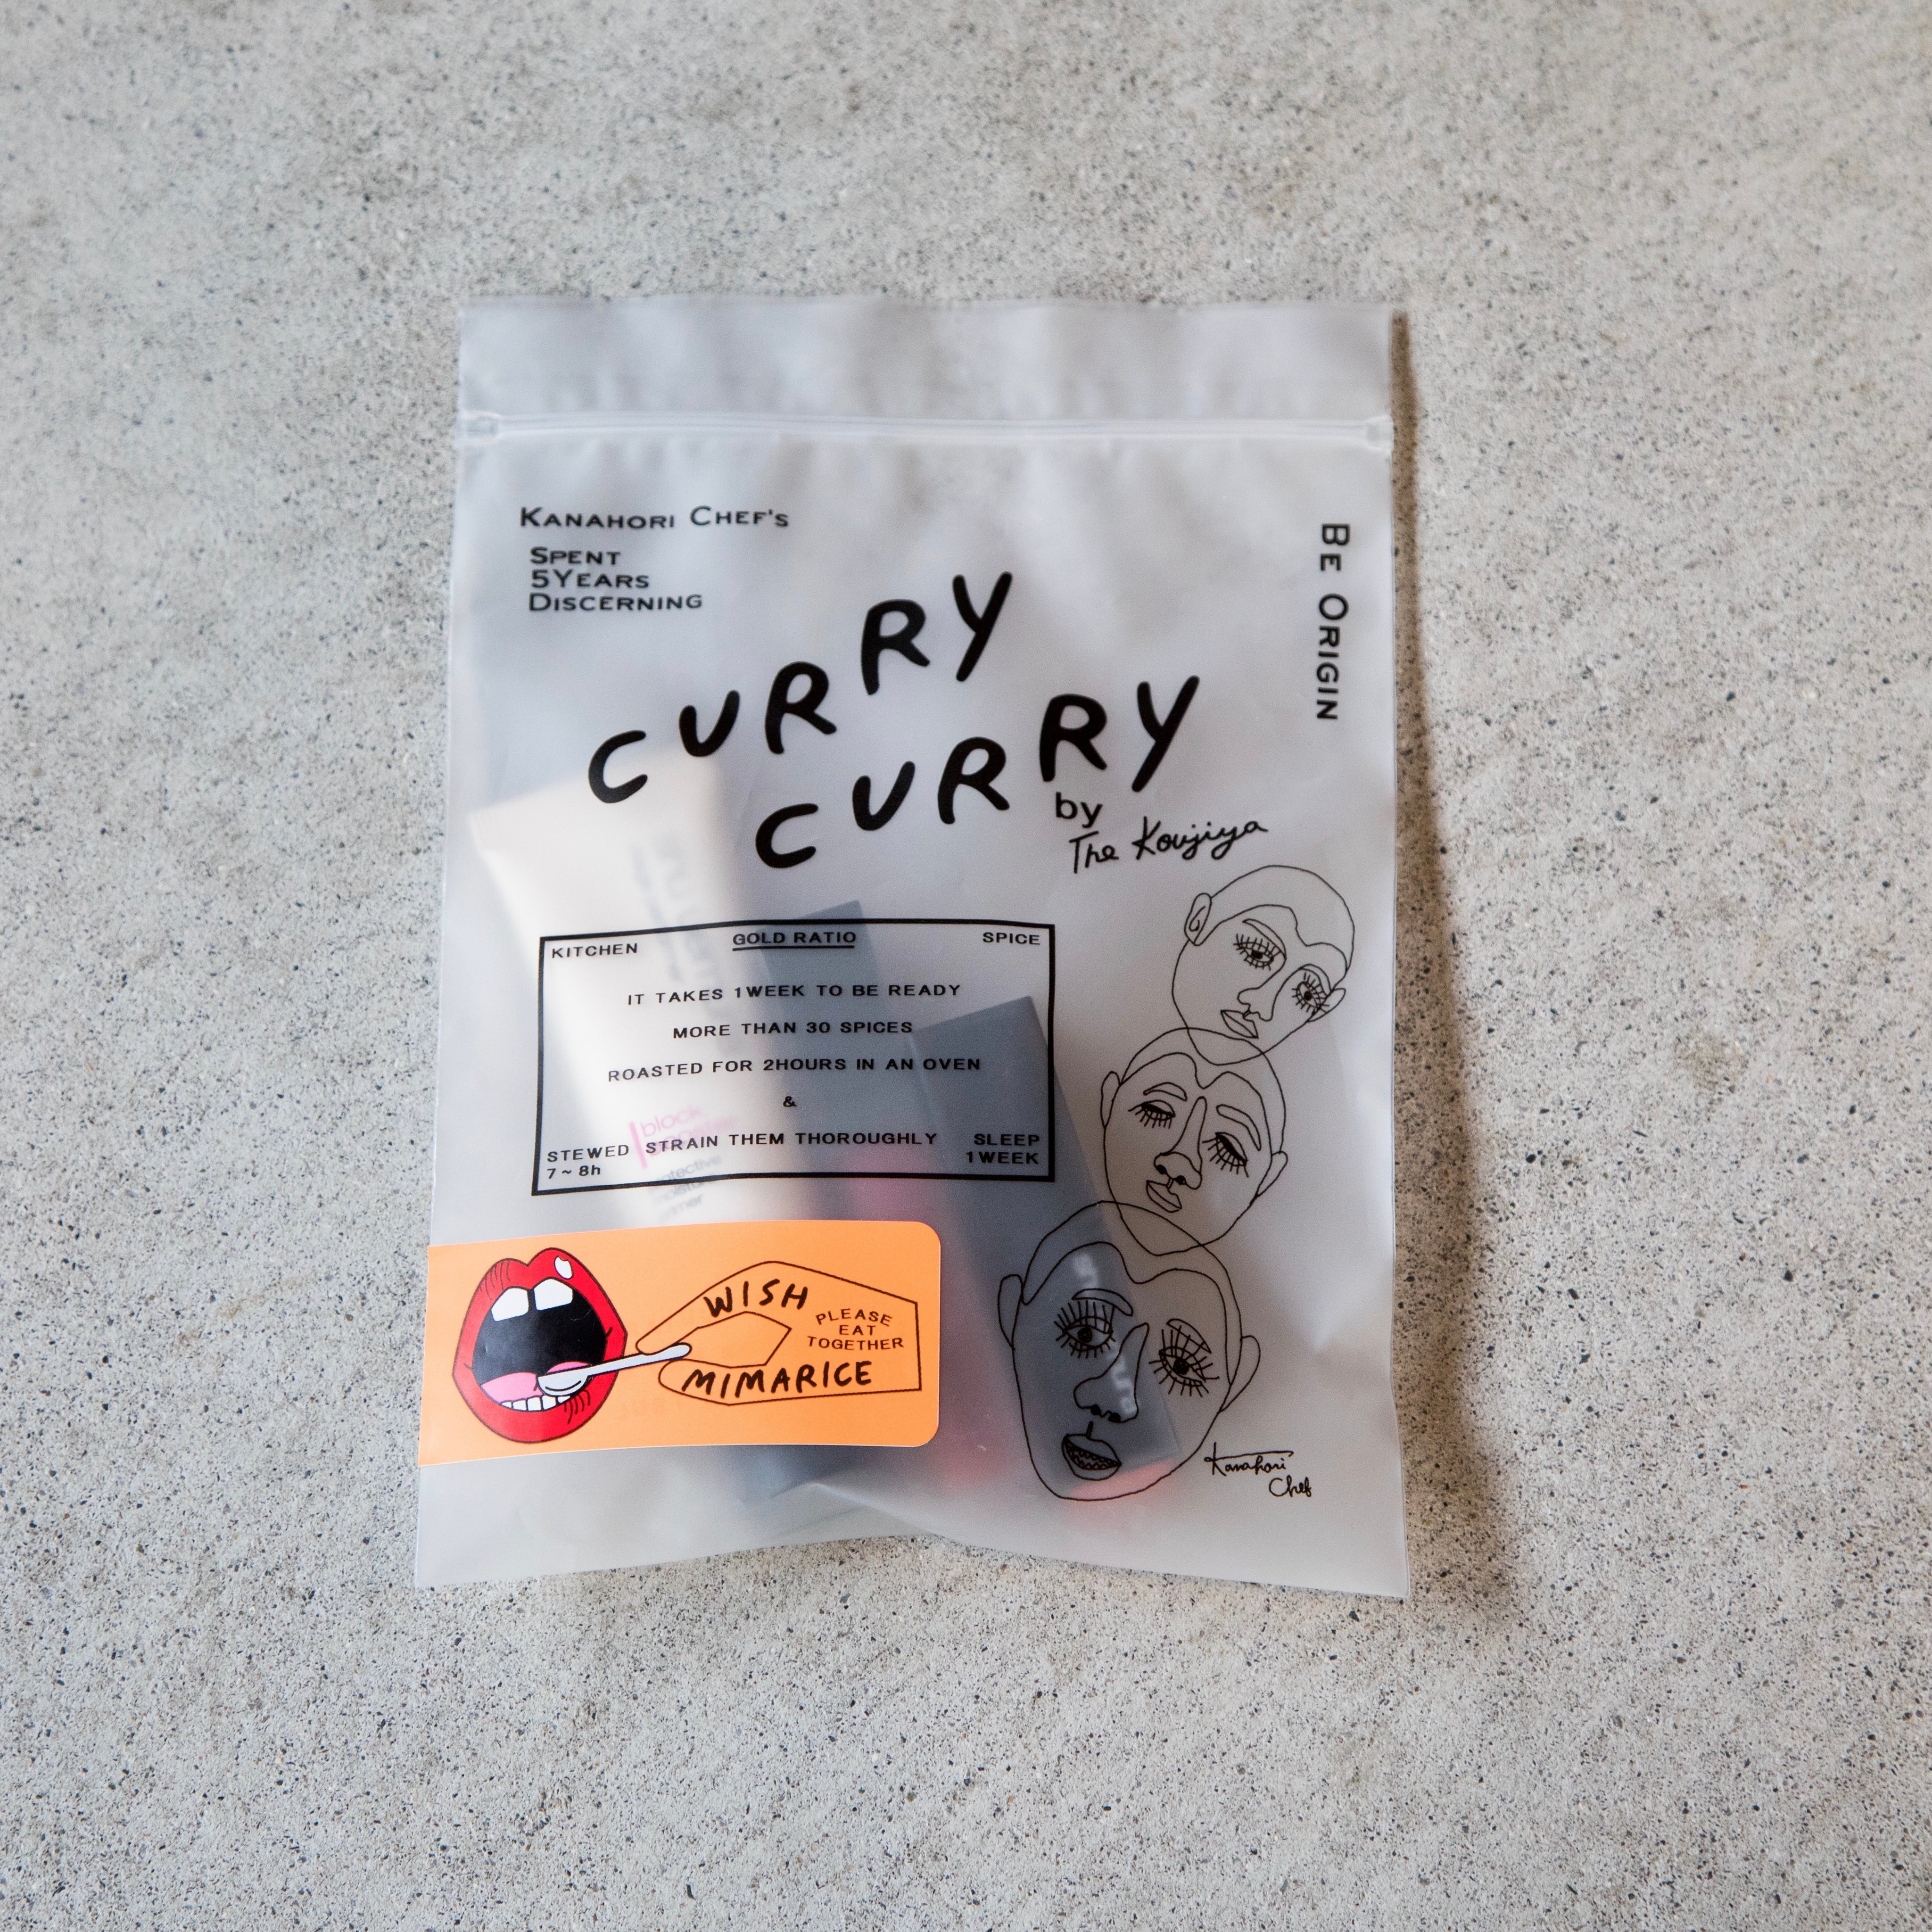 KANAHORI CHEF'S
SPENT
5YEARS
DISCERNING
BE ORIGIN
CURRY
CURRY
by
The Koujiya
KITCHEN
GOLD RATIO
SPICE
IT TAKES 1WEEK TO BE READY
MORE THAN 30 SPICES
ROASTED FOR 2HOURS IN AN OVEN
&
STRAIN THEM THOROUGHLY
STEWED
7~8h
SLEEP
1WEEK
block
WISH
PLEASE
EAT
TOGETHER
MIMARICE
Kanahori
Chef